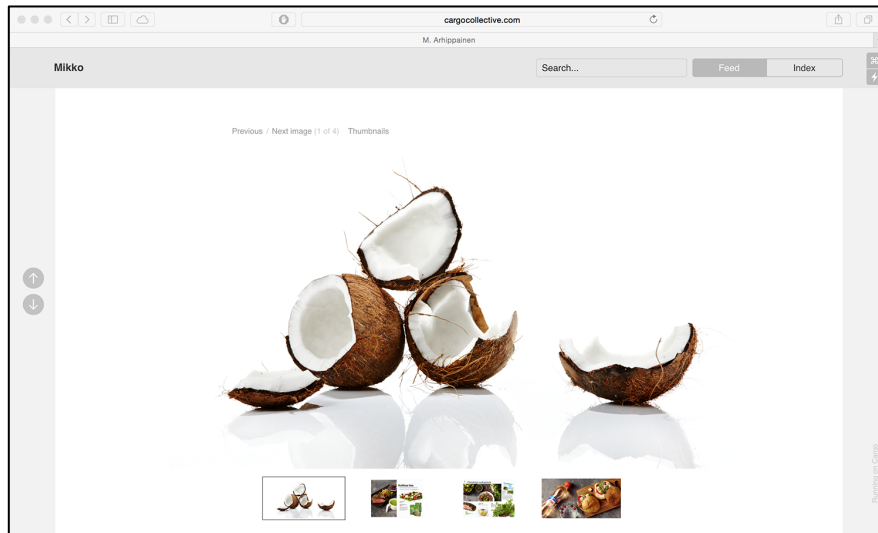 cargocollective.com
M. Arhippainen
Mikko
Search...
Feed
Index
Previous / Next image (1 of 4) Thumbnails
Running on Cargo